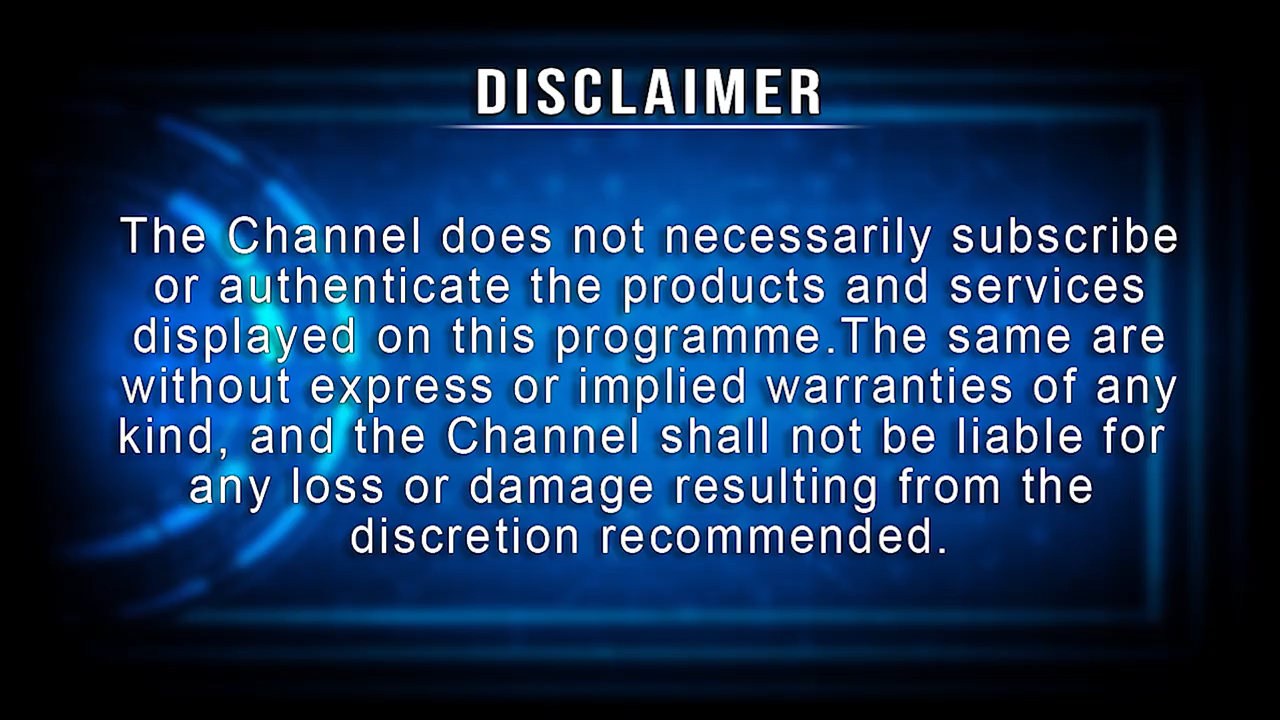 DISCLAIMER
The Channel does not necessarily subscribe
or authenticate the products and services
displayed on this programme.The same are
without express or implied warranties of any
kind, and the Channel shall not be liable for
any loss or damage resulting from the
discretion recommended.